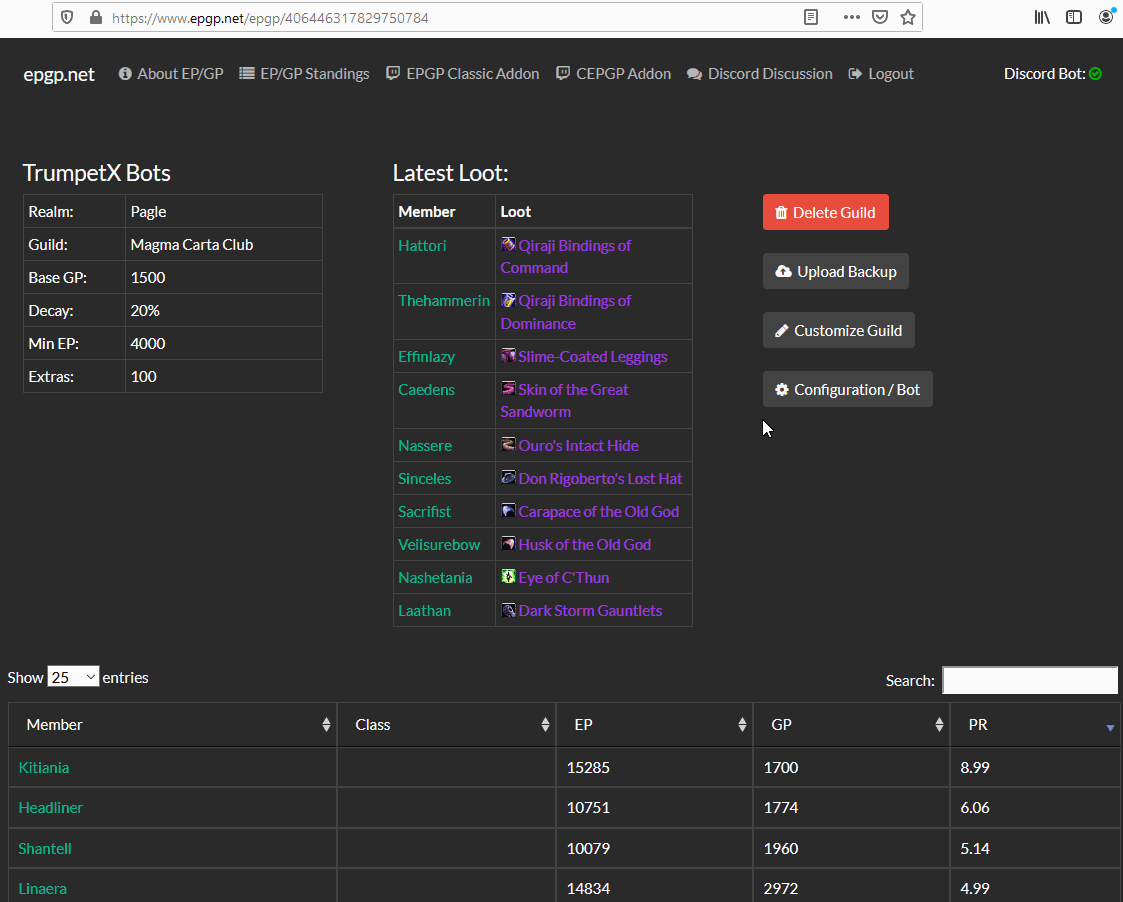 https://www.epgp.net/epgp/406446317829750784
epgp.net About EP/GP EP/GP Standings EPGP Classic Addon CEPGP Addon Discord Discussion Logout Discord Bot:
TrumpetX Bots
Realm: Pagle
Guild: Magma Carta Club
Base GP: 1500
Decay: 20%
Min EP: 4000
Extras: 100
Latest Loot:
Member Loot
Hattori Qiraji Bindings of
Command
Thehammerin Qiraji Bindings of
Dominance
Effinlazy Slime-Coated Leggings
Caedens Skin of the Great
Sandworm
Nassere Ouro's Intact Hide
Sinceles Don Rigoberto's Lost Hat
Sacrifist Carapace of the Old God
Veiisurebow Husk of the Old God
Nashetania Eye of C'Thun
Laathan Dark Storm Gauntlets
Delete Guild
Upload Backup
Customize Guild
Configuration / Bot
Show 25 entries
Search:
Member Class EP GP PR
Kitiania 15285 1700 8.99
Headliner 10751 1774 6.06
Shantell 10079 1960 5.14
Linaera 14834 2972 4.99